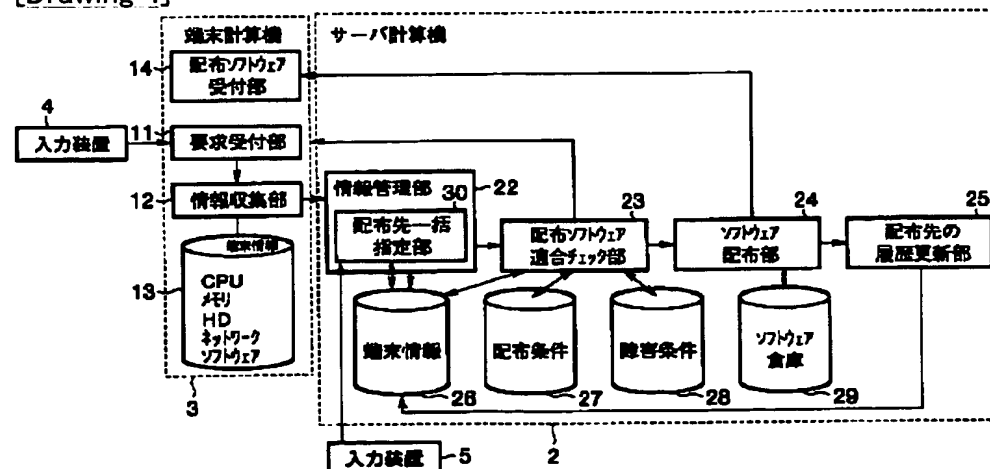 [Drawing 4]
端末計算機
サーバ計算機
14
配布ソフトウェア
受付部
4
入力装置
11
要求受付部
12
情報収集部
端末情報
13
CPU
メモリ
HD
ネットワーク
ソフトウェア
3
情報管理部
22
30
配布先一括
指定部
23
配布ソフトウェア
適合チェック部
24
ソフトウェア
配布部
25
配布先の
履歴更新部
端末情報
26
配布条件
27
障害条件
28
ソフトウェア
倉庫
29
2
入力装置
5